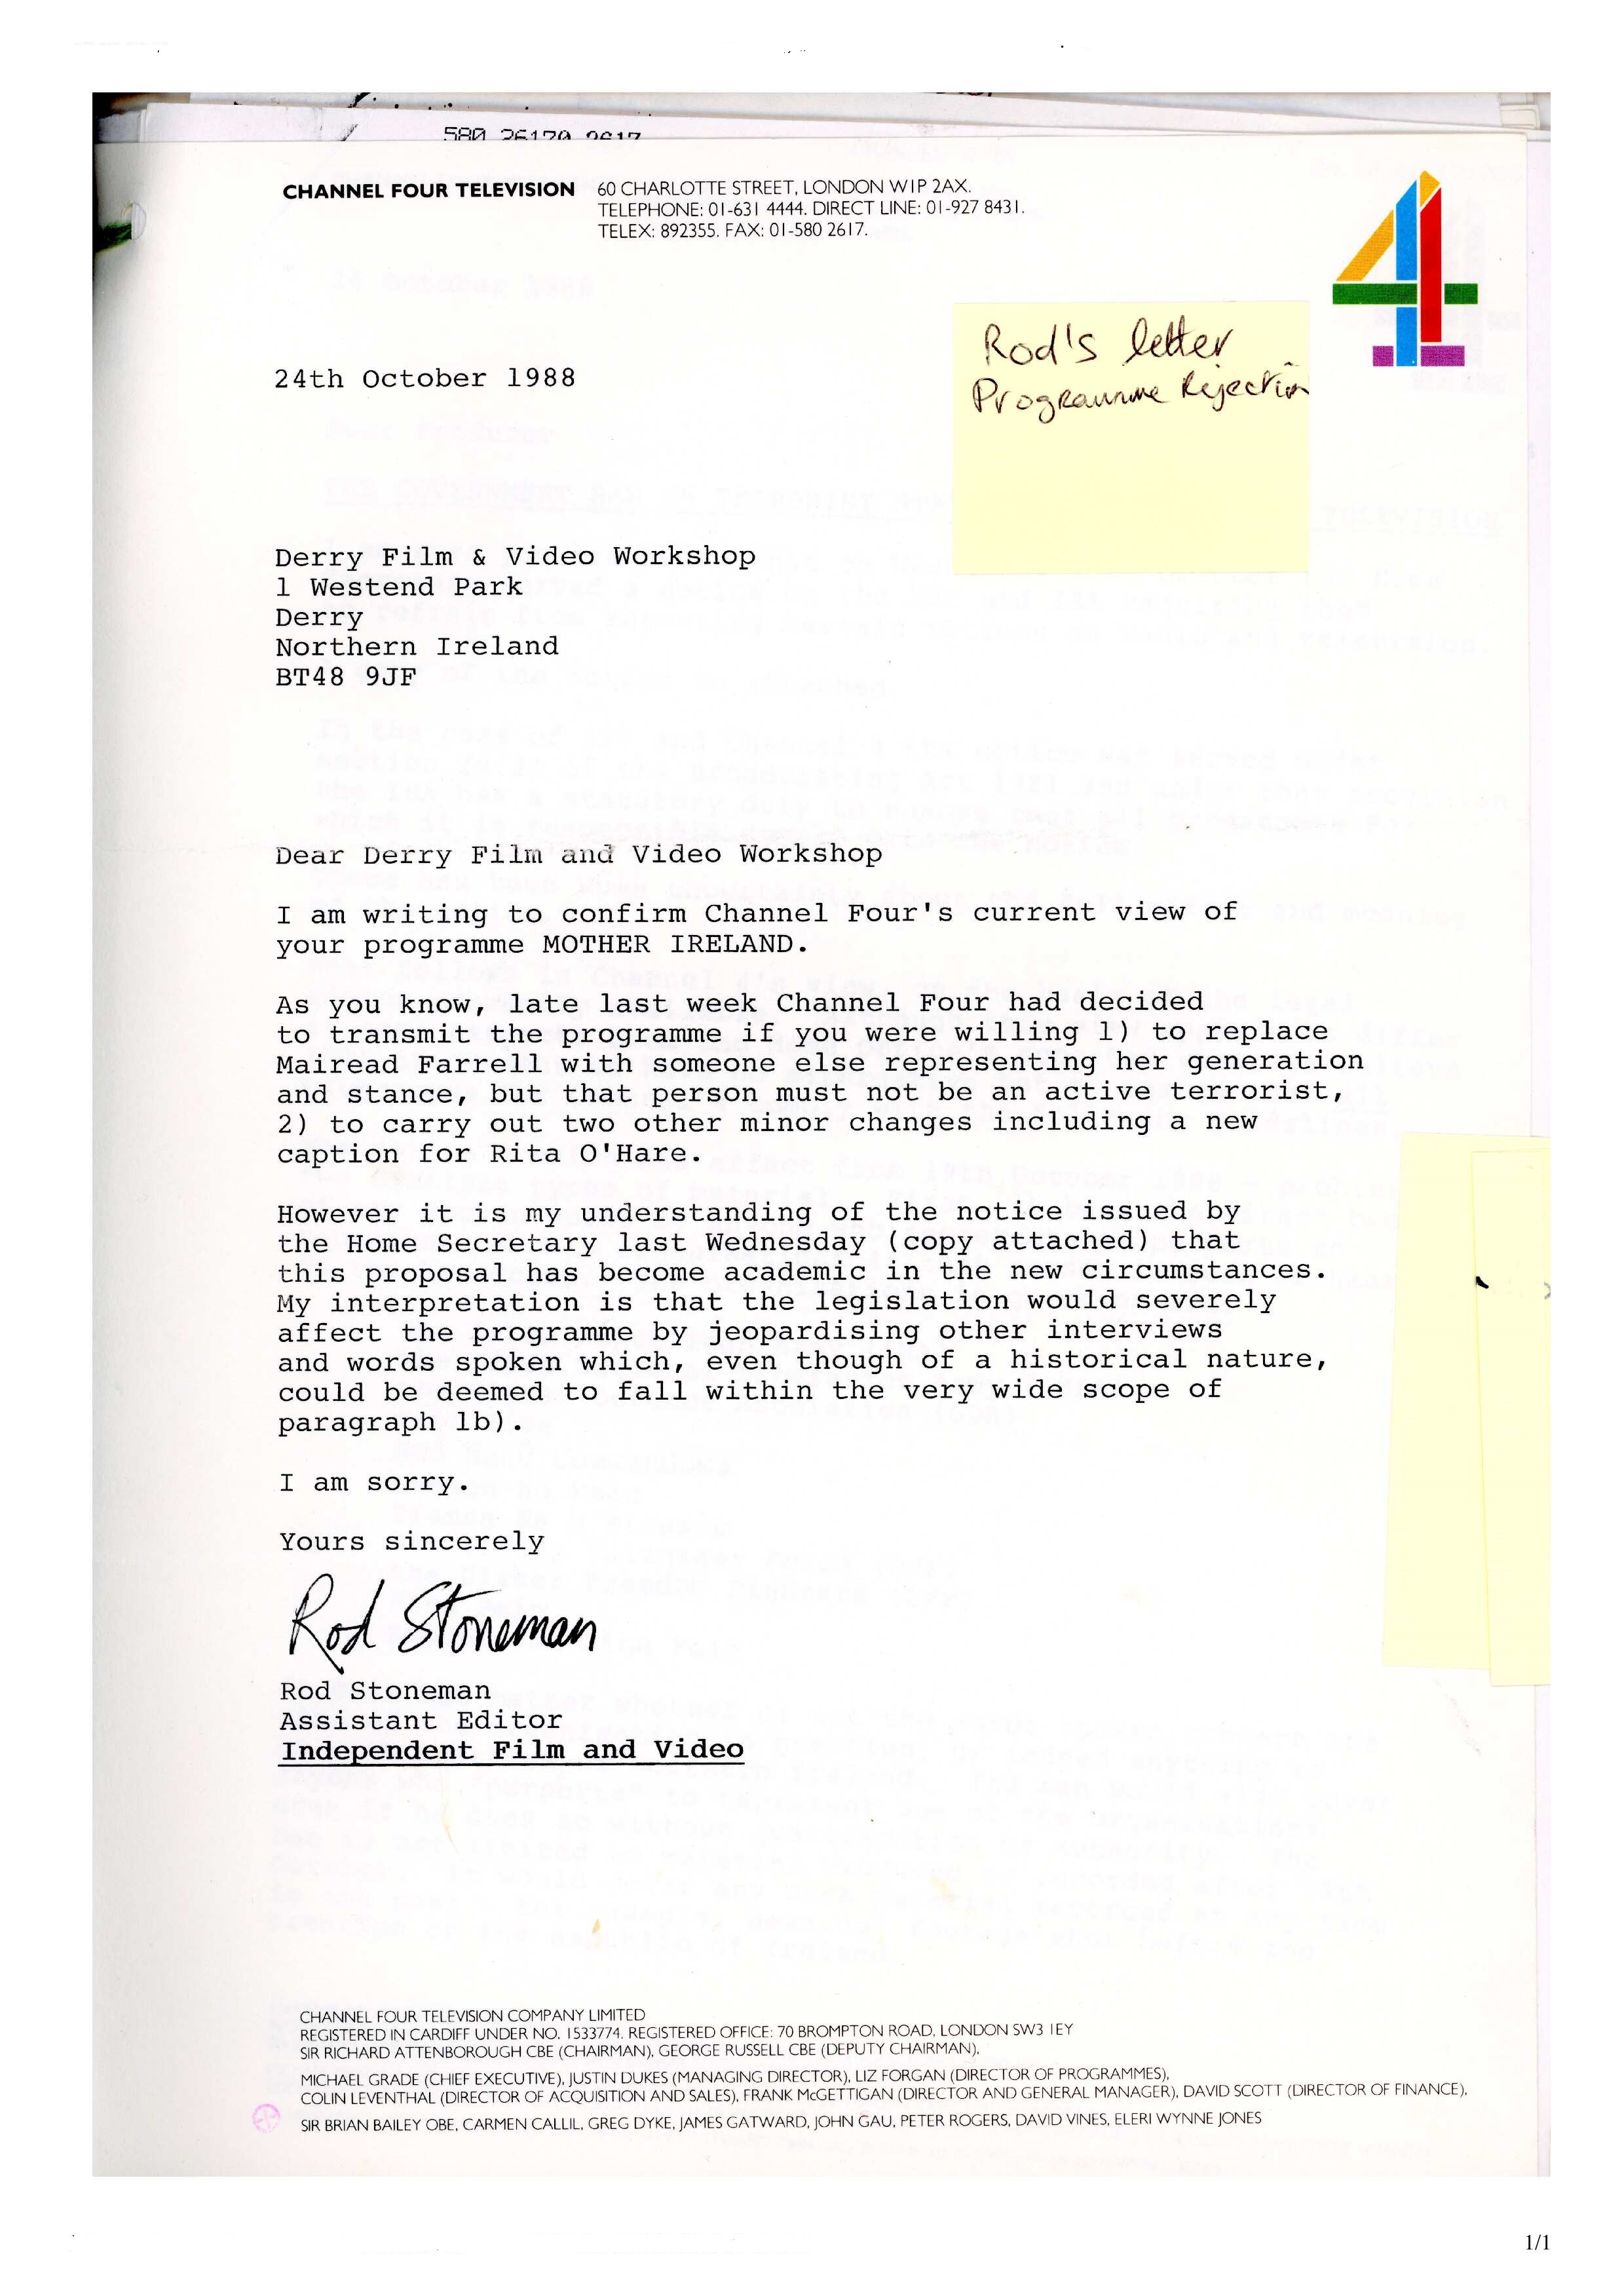 CHANNEL FOUR TELEVISION 60 CHARLOTTE STREET, LONDON W1P 2AX.
TELEPHONE: 01-631 4444. DIRECT LINE: 01-927 8431.
TELEX: 892355. FAX: 01-580 2617.
4
Rod's letter
Programme Rejection
24th October 1988
Derry Film & Video Workshop
1 Westend Park
Derry
Northern Ireland
BT48 9JF
Dear Derry Film and Video Workshop
I am writing to confirm Channel Four's current view of
your programme MOTHER IRELAND.
As you know, late last week Channel Four had decided
to transmit the programme if you were willing 1) to replace
Mairead Farrell with someone else representing her generation
and stance, but that person must not be an active terrorist,
2) to carry out two other minor changes including a new
caption for Rita O'Hare.
However it is my understanding of the notice issued by
the Home Secretary last Wednesday (copy attached) that
this proposal has become academic in the new circumstances.
My interpretation is that the legislation would severely
affect the programme by jeopardising other interviews
and words spoken which, even though of a historical nature,
could be deemed to fall within the very wide scope of
paragraph 1b).
I am sorry.
Yours sincerely
Rod Stoneman
Rod Stoneman
Assistant Editor
Independent Film and Video
CHANNEL FOUR TELEVISION COMPANY LIMITED
REGISTERED IN CARDIFF UNDER NO. 1533774. REGISTERED OFFICE: 70 BROMPTON ROAD, LONDON SW3 1EY
SIR RICHARD ATTENBOROUGH CBE (CHAIRMAN), GEORGE RUSSELL CBE (DEPUTY CHAIRMAN),
MICHAEL GRADE (CHIEF EXECUTIVE), JUSTIN DUKES (MANAGING DIRECTOR), LIZ FORGAN (DIRECTOR OF PROGRAMMES),
COLIN LEVENTHAL (DIRECTOR OF ACQUISITION AND SALES), FRANK McGETTIGAN (DIRECTOR AND GENERAL MANAGER), DAVID SCOTT (DIRECTOR OF FINANCE),
SIR BRIAN BAILEY OBE, CARMEN CALLIL, GREG DYKE, JAMES GATWARD, JOHN GAU, PETER ROGERS, DAVID VINES, ELERI WYNNE JONES
1/1